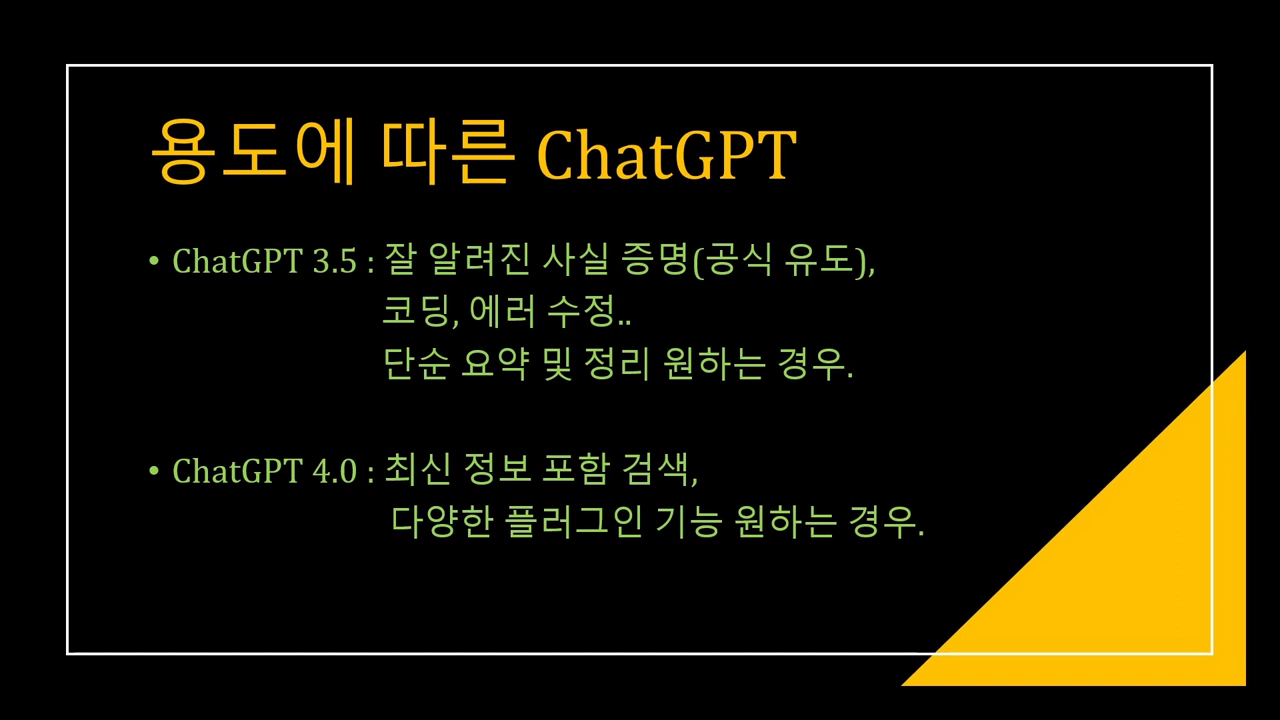 용도에 따른 ChatGPT
• ChatGPT 3.5 : 잘 알려진 사실 증명(공식 유도),
코딩, 에러 수정..
단순 요약 및 정리 원하는 경우.
• ChatGPT 4.0 : 최신 정보 포함 검색,
다양한 플러그인 기능 원하는 경우.